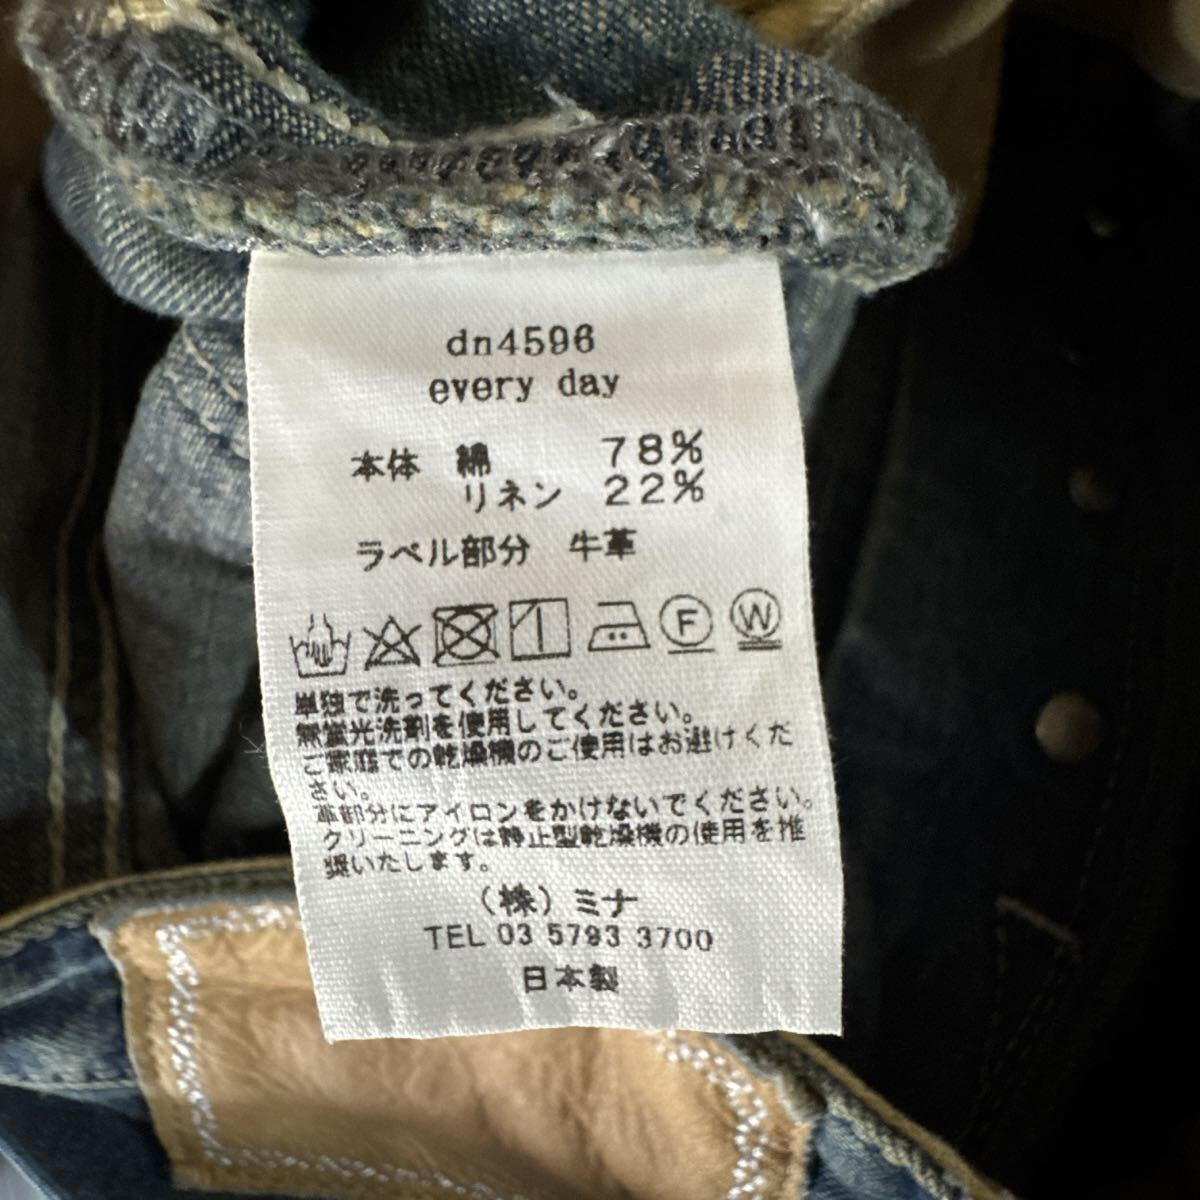 dn4596
every day
本体 綿 78%
リネン 22%
ラベル部分 牛革
F W
単独で洗ってください。
無蛍光洗剤を使用してください。
ご家庭での乾燥機のご使用はお避けくだ
さい。
革部分にアイロンをかけないでください。
クリーニングは静止型乾燥機の使用を推
奨いたします。
(株)ミナ
TEL 03 5793 3700
日本製